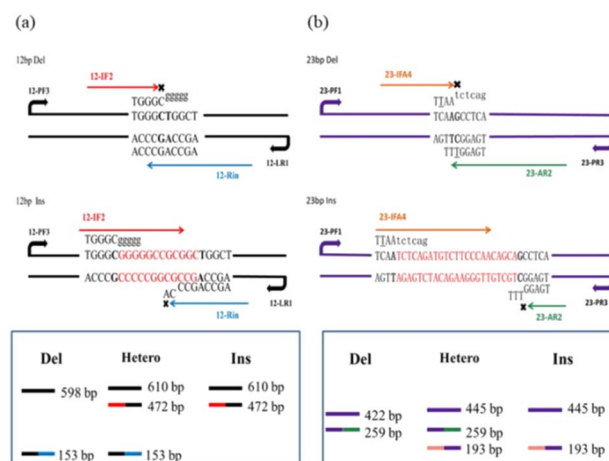 (a)
12bp Del
12-IF2
12-PF3
TGGGCggggg
TGGGCTGGCT
ACCCGACCGA
ACCCGACCGA
12-LR1
12-Rin
12bp Ins
12-IF2
12-PF3
TGGGCggggg
TGGGCGGGGGCCGCGGCTGGCT
ACCCGCCCCCGGCGCCGACCGA
CCGACCGA
AC
12-LR1
12-Rin
Del
Hetero
Ins
598 bp
610 bp
610 bp
472 bp
472 bp
153 bp
153 bp
(b)
23bp Del
23-IFA4
23-PF1
TTAAtctcag
TCAAGCCTCA
AGTTCGGAGT
TTTGGAGT
23-PR3
23-AR2
23bp Ins
23-IFA4
23-PF1
TTAAtctcag
TCAATCTCAGATGTCTTCCCAACAGCAGCCTCA
AGTTAGAGTCTACAGAAGGGTTGTCGTCGGAGT
GGAGT
TTT
23-PR3
23-AR2
Del
Hetero
Ins
422 bp
445 bp
445 bp
259 bp
259 bp
193 bp
193 bp